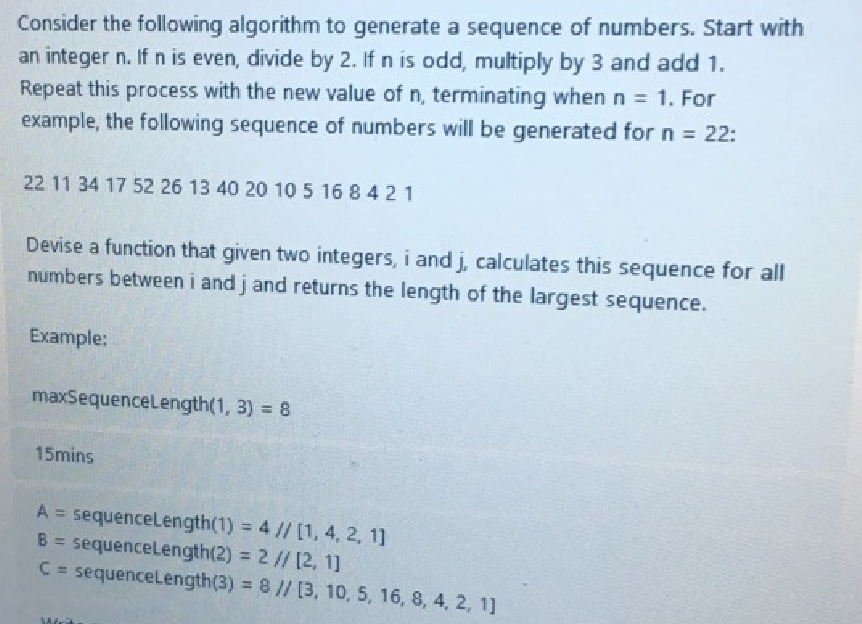 Consider the following algorithm to generate a sequence of numbers. Start with
an integer n. If n is even, divide by 2. If n is odd, multiply by 3 and add 1.
Repeat this process with the new value of n, terminating when n = 1. For
example, the following sequence of numbers will be generated for n = 22:
22 11 34 17 52 26 13 40 20 10 5 16 8 4 2 1
Devise a function that given two integers, i and j, calculates this sequence for all
numbers between i and j and returns the length of the largest sequence.
Example:
maxSequenceLength(1, 3) = 8
15mins
A = sequenceLength(1) = 4 // [1, 4, 2, 1]
B = sequenceLength(2) = 2 // [2, 1]
C = sequenceLength(3) = 8 // [3, 10, 5, 16, 8, 4, 2, 1]